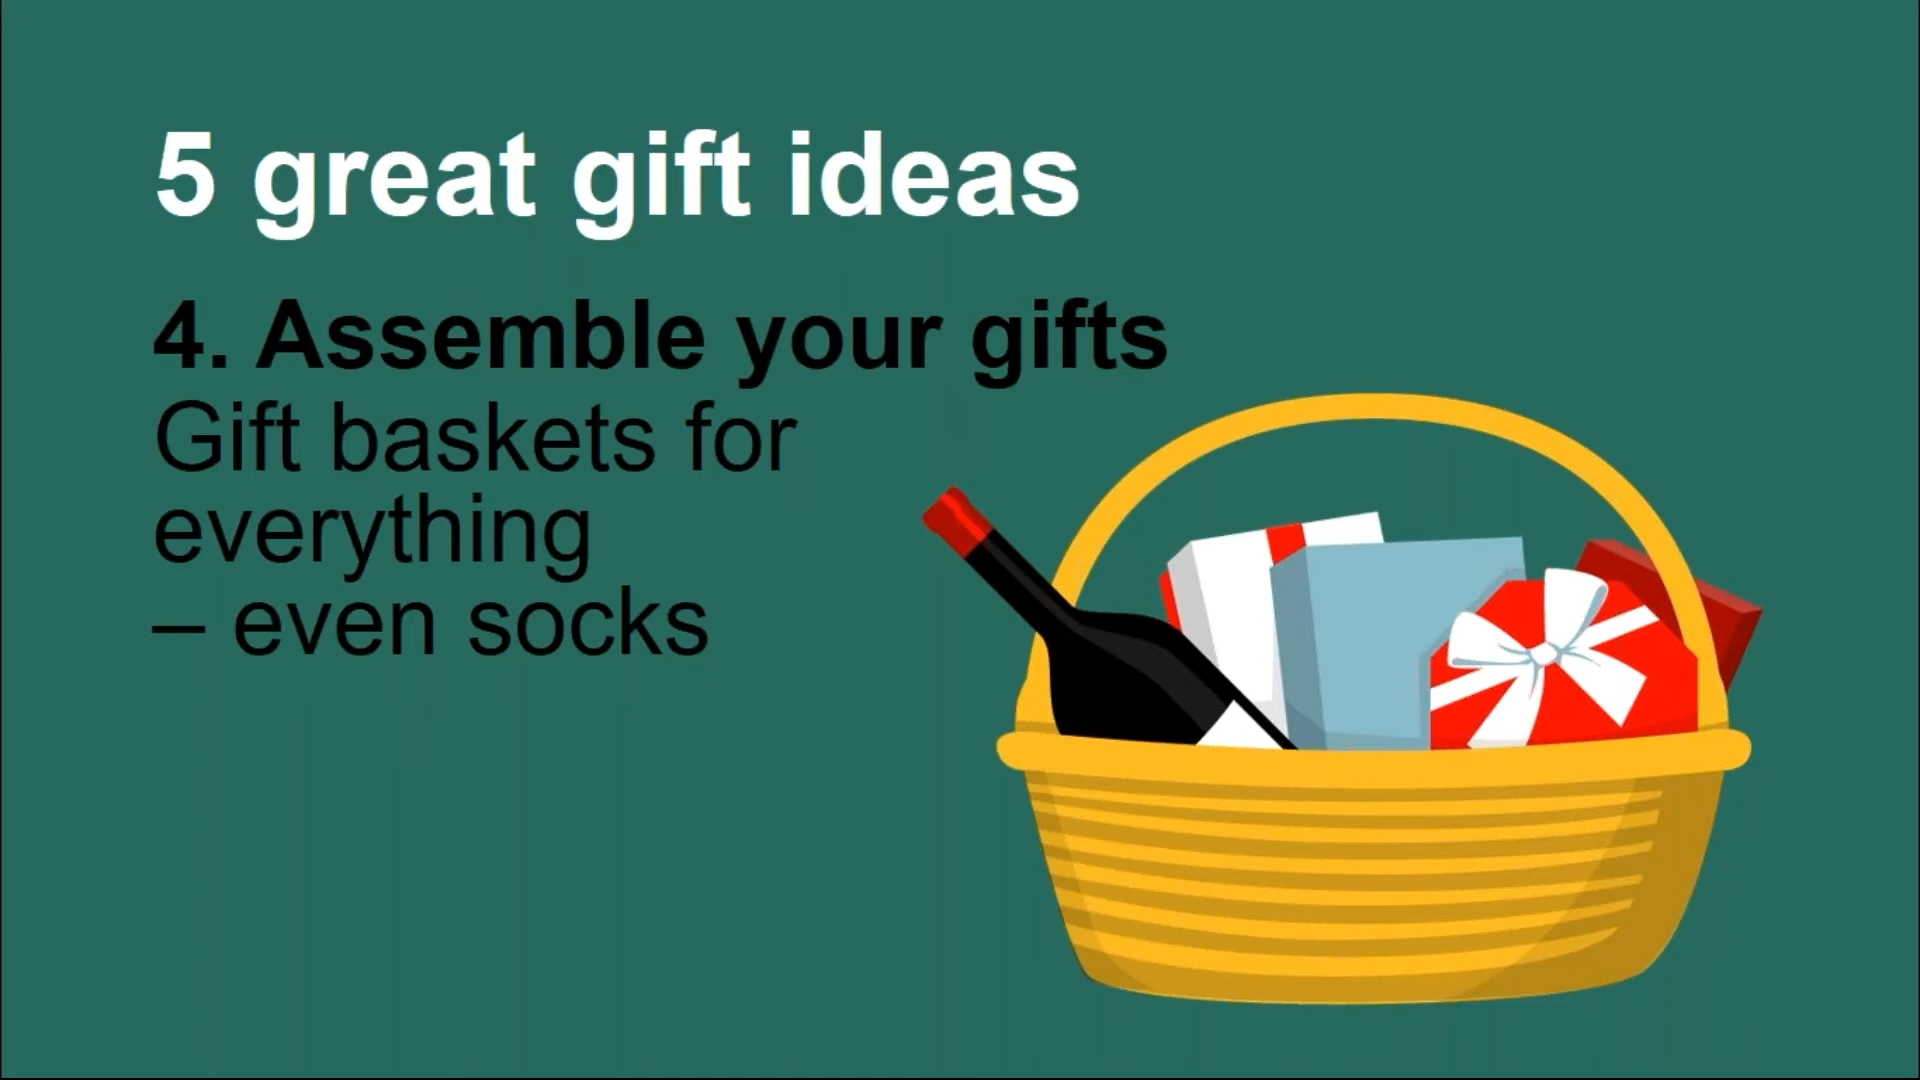 5 great gift ideas
4. Assemble your gifts
Gift baskets for
everything
– even socks